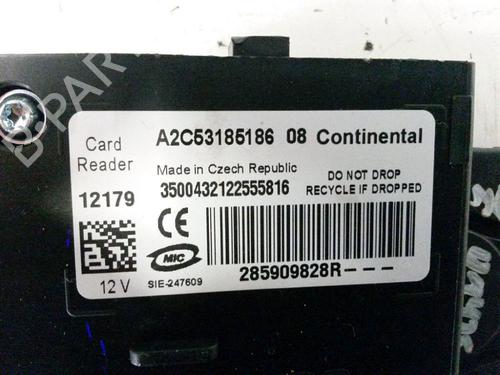 B-PARTS
Card Reader
A2C53185186 08 Continental
Made in Czech Republic
3500432122555816
DO NOT DROP
RECYCLE IF DROPPED
12179
CE
MIC
SIE-247609
12 V
285909828R---